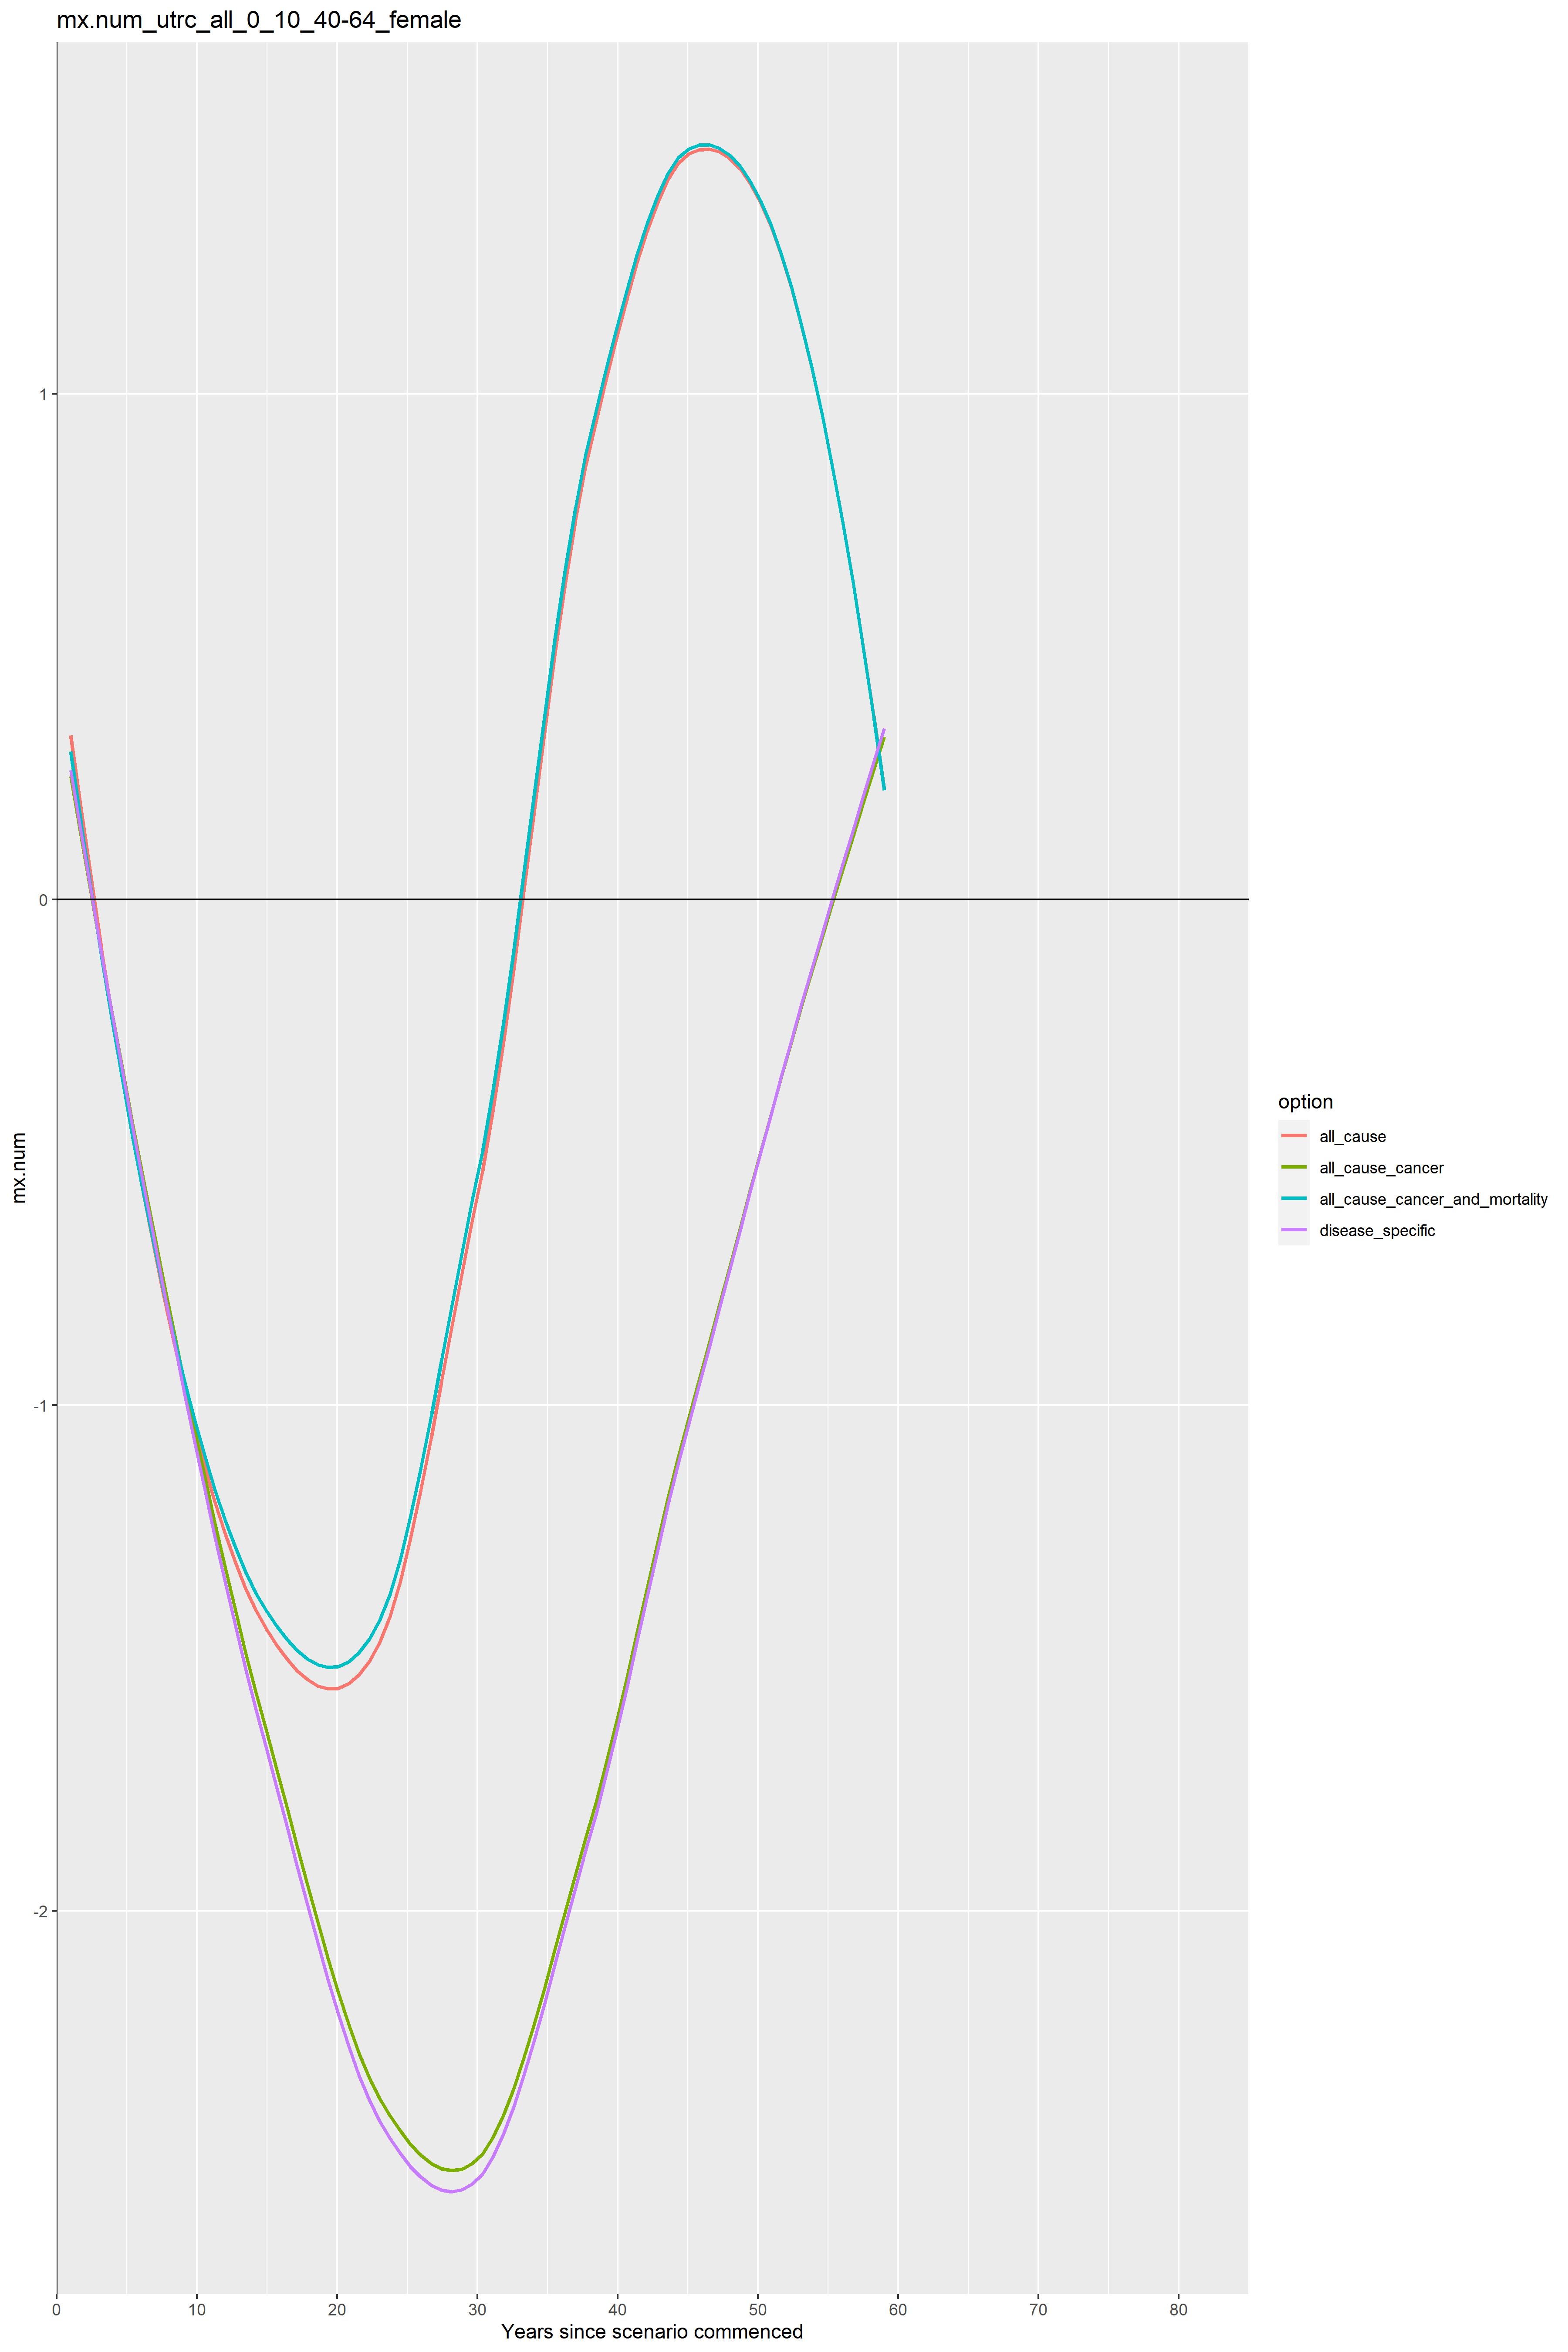 mx.num_utrc_all_0_10_40-64_female
mx.num
1
0
-1
-2
0 10 20 30 40 50 60 70 80
Years since scenario commenced
option
all_cause
all_cause_cancer
all_cause_cancer_and_mortality
disease_specific